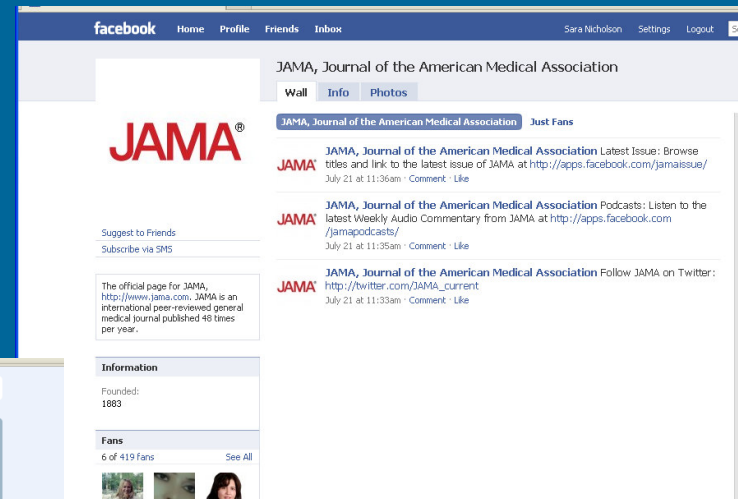 facebook Home Profile Friends Inbox Sara Nicholson Settings Logout
JAMA, Journal of the American Medical Association
Wall Info Photos
JAMA, Journal of the American Medical Association Just Fans
JAMA®
JAMA® JAMA, Journal of the American Medical Association Latest Issue: Browse
titles and link to the latest issue of JAMA at http://apps.facebook.com/jamaissue/
July 21 at 11:36am · Comment · Like
JAMA® JAMA, Journal of the American Medical Association Podcasts: Listen to the
latest Weekly Audio Commentary from JAMA at http://apps.facebook.com
/jamapodcasts/
July 21 at 11:35am · Comment · Like
JAMA® JAMA, Journal of the American Medical Association Follow JAMA on Twitter:
http://twitter.com/JAMA_current
July 21 at 11:33am · Comment · Like
Suggest to Friends
Subscribe via SMS
The official page for JAMA,
http://www.jama.com. JAMA is an
international peer-reviewed general
medical journal published 48 times
per year.
Information
Founded:
1883
Fans
6 of 419 fans See All